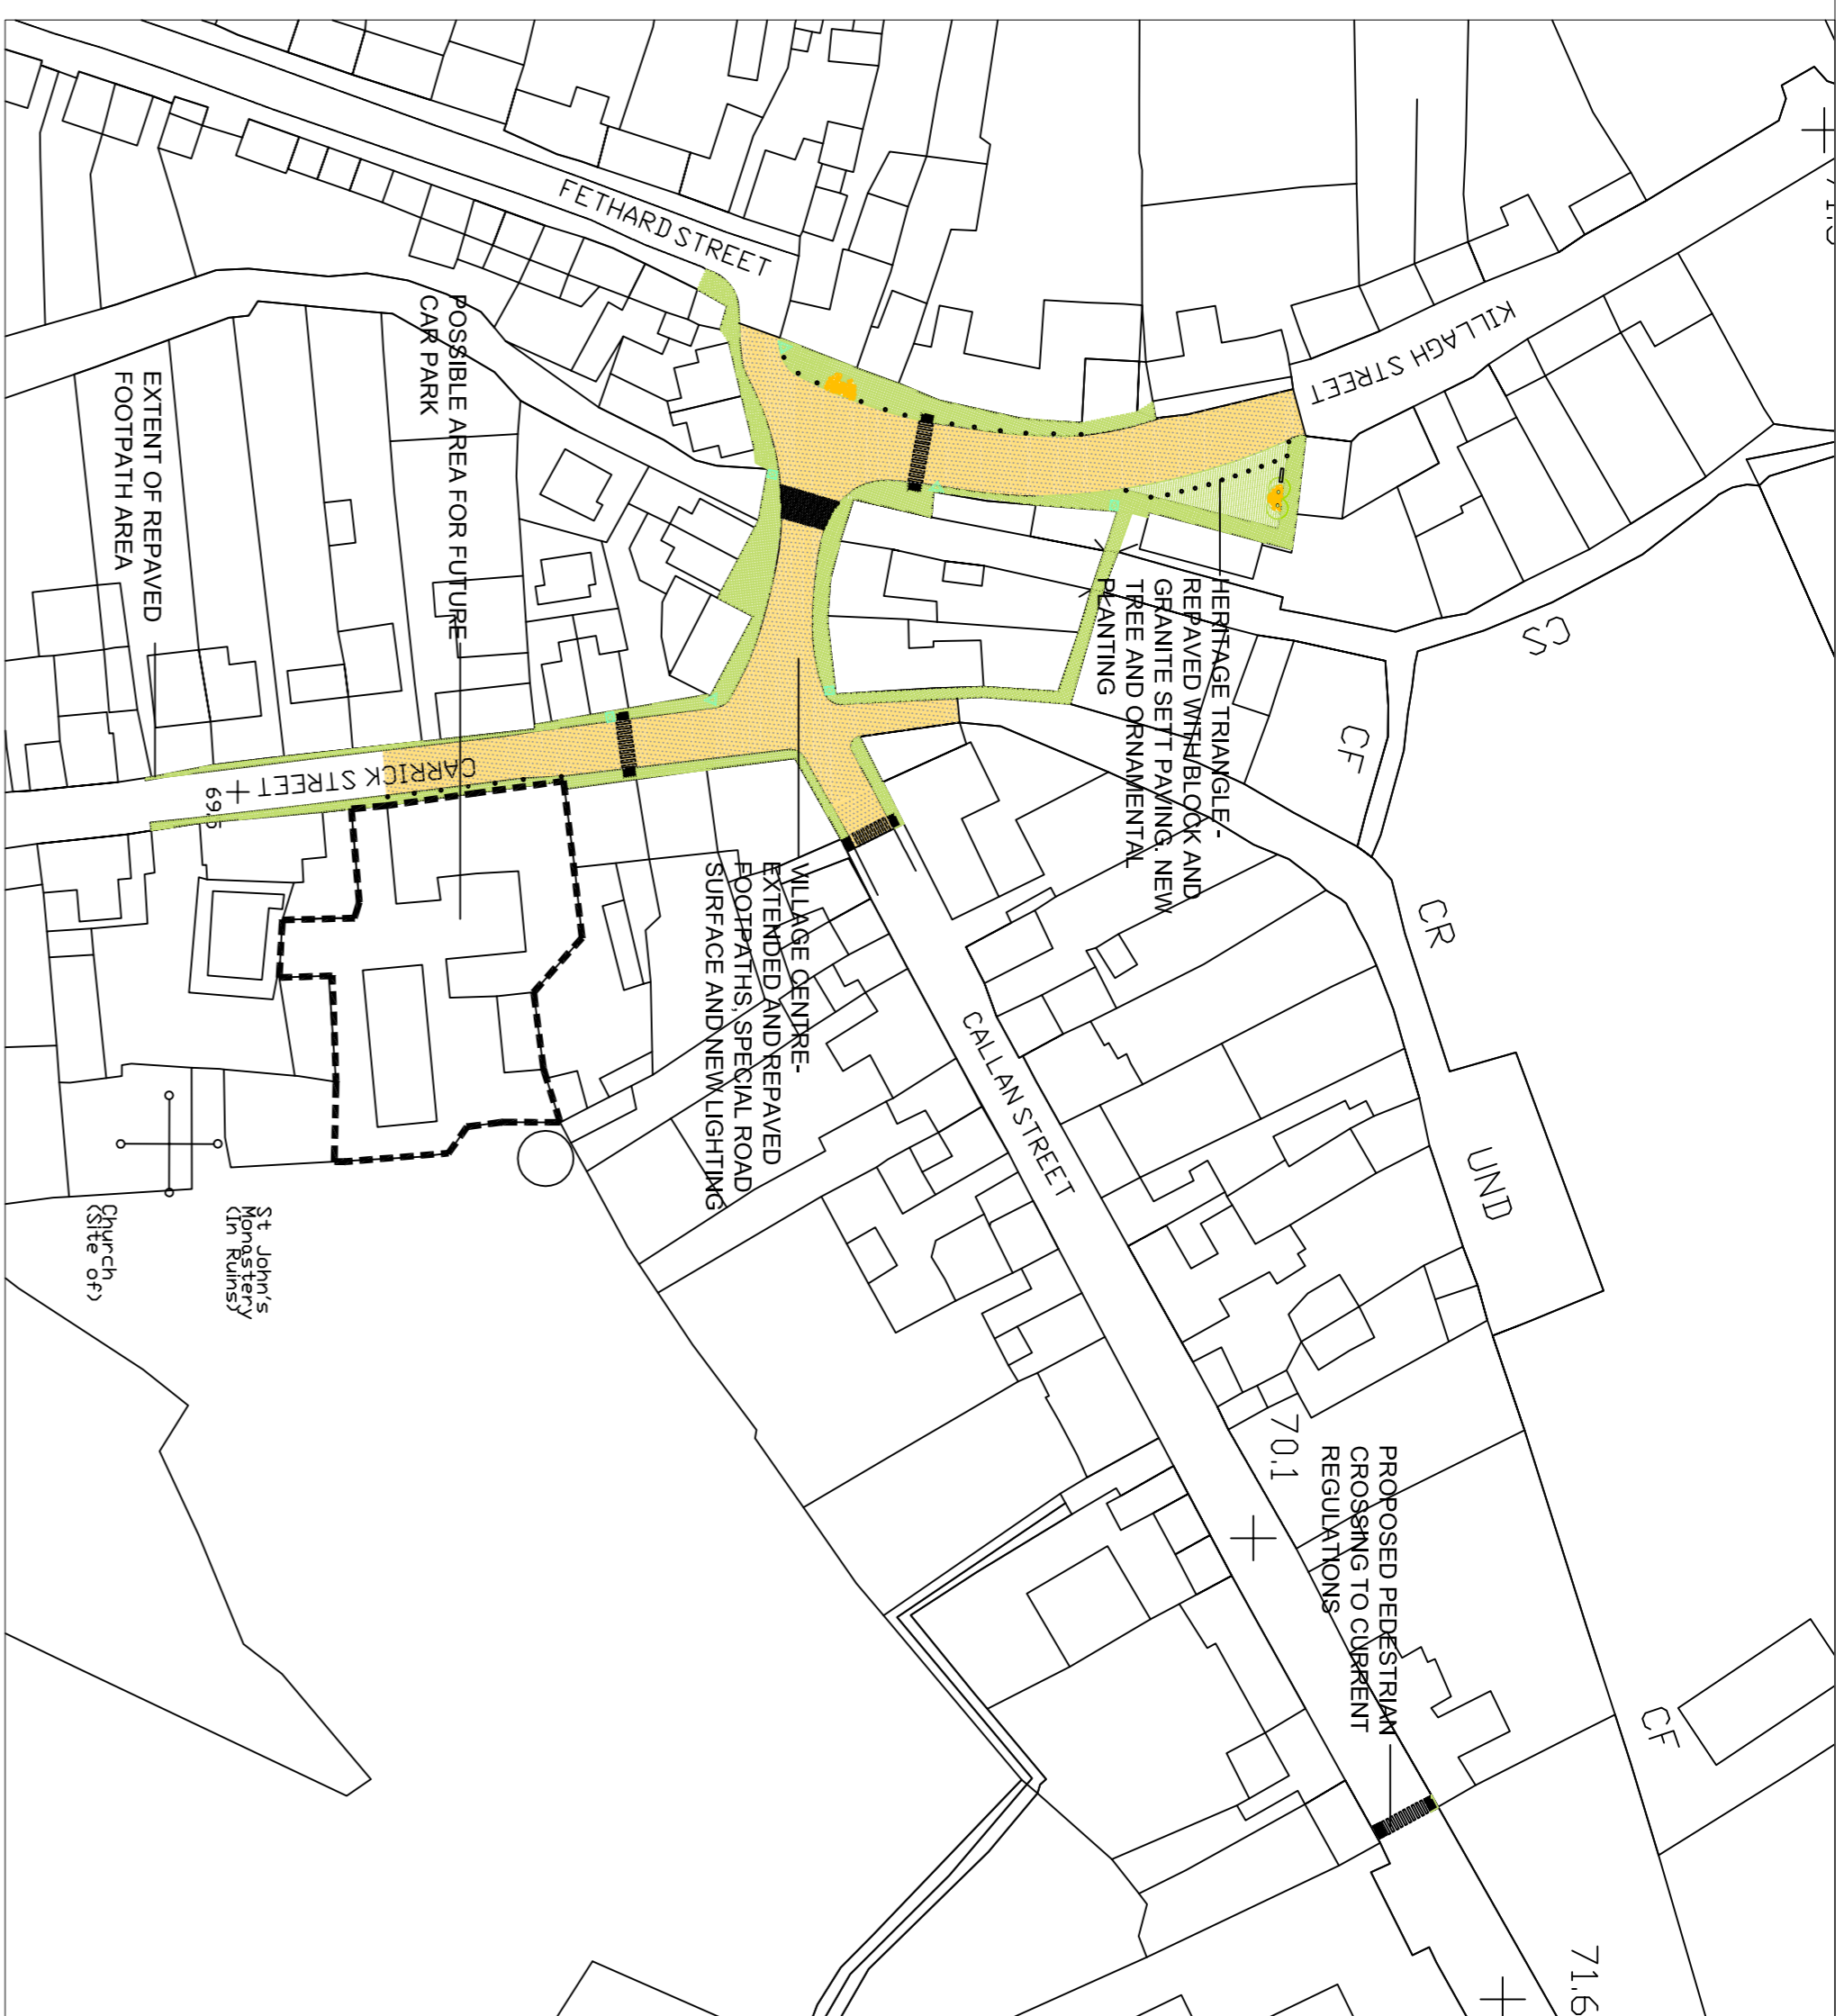 FETHARD STREET
KILLAGH STREET
POSSIBLE AREA FOR FUTURE
CAR PARK
EXTENT OF REPAVED
FOOTPATH AREA
HERITAGE TRIANGLE-
REPAVED WITH BLOCK AND
GRANITE SETT PAVING. NEW
TREE AND ORNAMENTAL
PLANTING
CS
CF
CARRICK STREET
VILLAGE CENTRE-
EXTENDED AND REPAVED
FOOTPATHS, SPECIAL ROAD
SURFACE AND NEW LIGHTING
CR
CALLAN STREET
UND
St John's
Monastery
(In Ruins)
Church
(Site of)
70.1
PROPOSED PEDESTRIAN
CROSSING TO CURRENT
REGULATIONS
CF
71.6